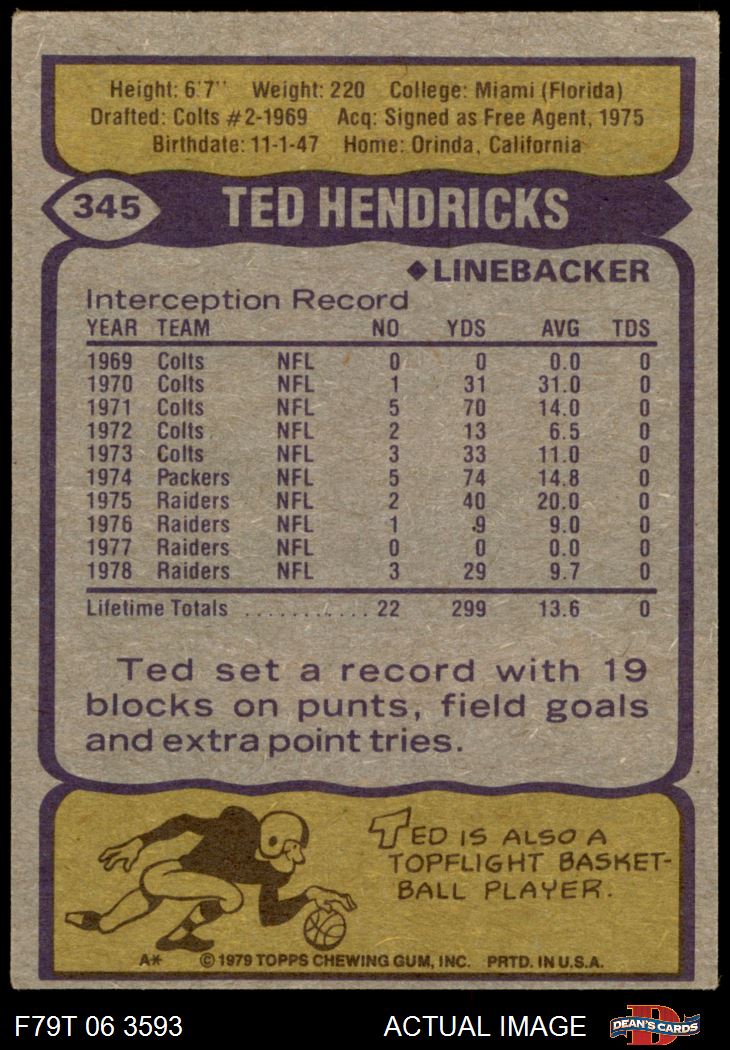 Height: 6'7" Weight: 220 College: Miami (Florida)
Drafted: Colts #2-1969 Acq: Signed as Free Agent, 1975
Birthdate: 11-1-47 Home: Orinda, California
345 TED HENDRICKS
◆LINEBACKER
Interception Record
YEAR TEAM NO YDS AVG TDS
1969 Colts NFL 0 0 0.0 0
1970 Colts NFL 1 31 31.0 0
1971 Colts NFL 5 70 14.0 0
1972 Colts NFL 2 13 6.5 0
1973 Colts NFL 3 33 11.0 0
1974 Packers NFL 5 74 14.8 0
1975 Raiders NFL 2 40 20.0 0
1976 Raiders NFL 1 9 9.0 0
1977 Raiders NFL 0 0 0.0 0
1978 Raiders NFL 3 29 9.7 0
Lifetime Totals ........... 22 299 13.6 0
Ted set a record with 19
blocks on punts, field goals
and extra point tries.
TED IS ALSO A
TOPFLIGHT BASKET-
BALL PLAYER.
A* © 1979 TOPPS CHEWING GUM, INC. PRTD. IN U.S.A.
F79T 06 3593 ACTUAL IMAGE D DEAN'S CARDS